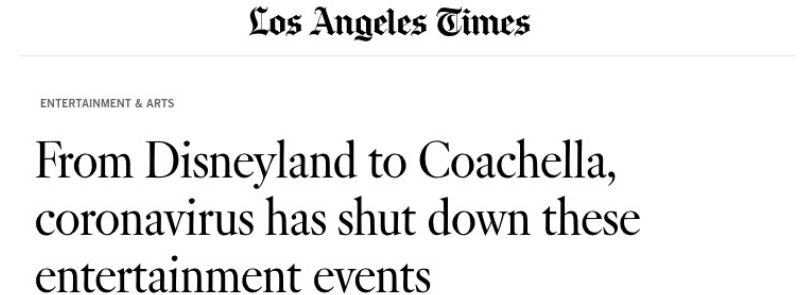 Los Angeles Times
ENTERTAINMENT & ARTS
From Disneyland to Coachella,
coronavirus has shut down these
entertainment events